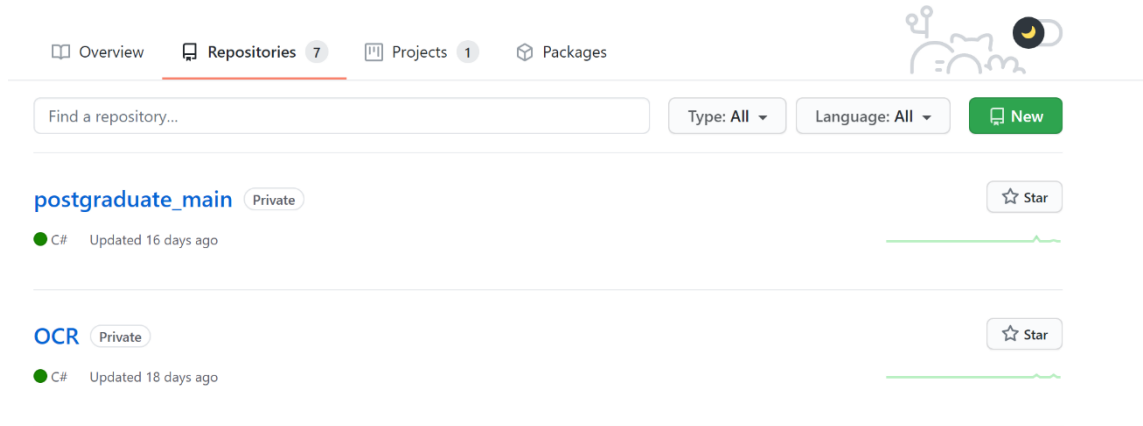 Overview Repositories 7 Projects 1 Packages
Find a repository... Type: All Language: All New
postgraduate_main Private Star
C# Updated 16 days ago
OCR Private Star
C# Updated 18 days ago